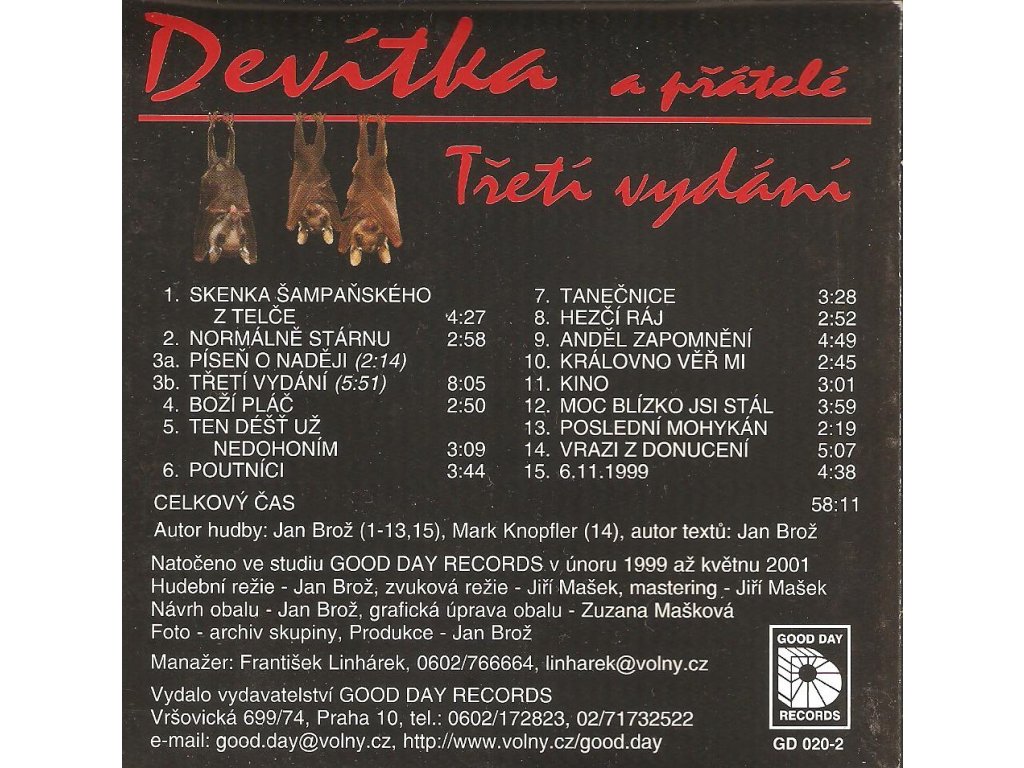 Devítka a přátelé
Třetí vydání
1. SKENKA ŠAMPAŇSKÉHO
Z TELČE 4:27
2. NORMÁLNĚ STÁRNU 2:58
3a. PÍSEŇ O NADĚJI (2:14)
3b. TŘETÍ VYDÁNÍ (5:51) 8:05
4. BOŽÍ PLÁČ 2:50
5. TEN DÉŠŤ UŽ
NEDOHONÍM 3:09
6. POUTNÍCI 3:44
7. TANEČNICE 3:28
8. HEZČÍ RÁJ 2:52
9. ANDĚL ZAPOMNĚNÍ 4:49
10. KRÁLOVNO VĚŘ MI 2:45
11. KINO 3:01
12. MOC BLÍZKO JSI STÁL 3:59
13. POSLEDNÍ MOHYKÁN 2:19
14. VRAZI Z DONUCENÍ 5:07
15. 6.11.1999 4:38
CELKOVÝ ČAS 58:11
Autor hudby: Jan Brož (1-13,15), Mark Knopfler (14), autor textů: Jan Brož
Natočeno ve studiu GOOD DAY RECORDS v únoru 1999 až květnu 2001
Hudební režie - Jan Brož, zvuková režie - Jiří Mašek, mastering - Jiří Mašek
Návrh obalu - Jan Brož, grafická úprava obalu - Zuzana Mašková
Foto - archiv skupiny, Produkce - Jan Brož
Manažer: František Linhárek, 0602/766664, linharek@volny.cz
Vydalo vydavatelství GOOD DAY RECORDS
Vršovická 699/74, Praha 10, tel.: 0602/172823, 02/71732522
e-mail: good.day@volny.cz, http://www.volny.cz/good.day
GOOD DAY
RECORDS
GD 020-2